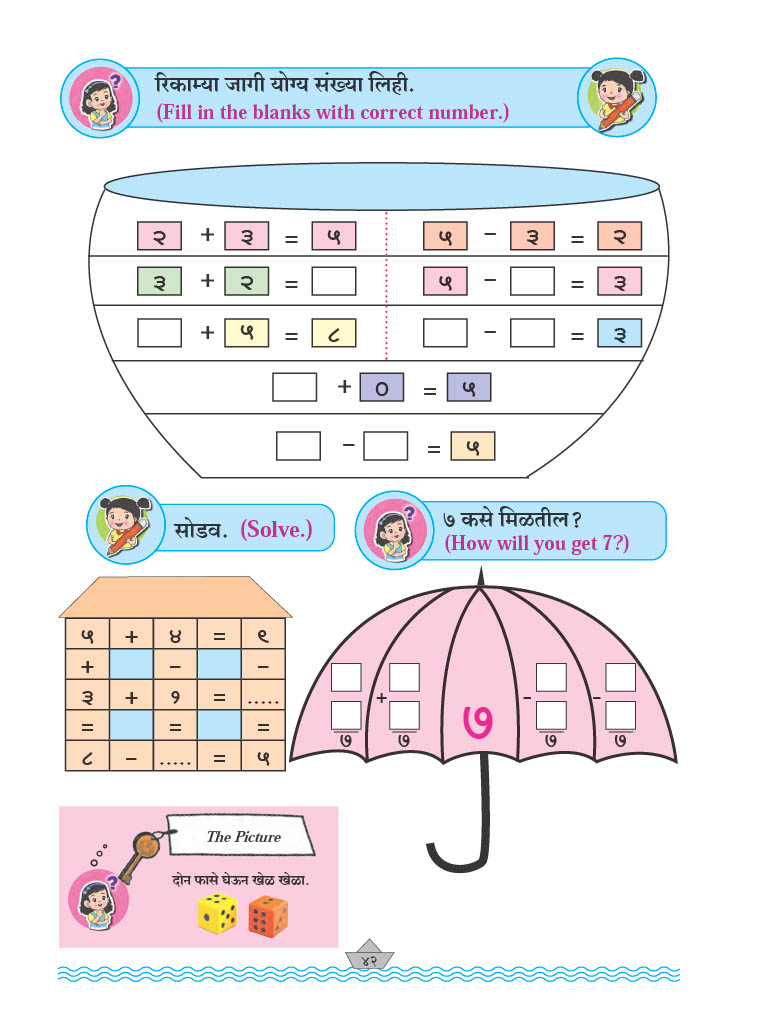 रिकाम्या जागी योग्य संख्या लिही.
(Fill in the blanks with correct number.)
२ + ३ = ५
५ - ३ = २
३ + २ =
५ - = ३
+ ५ = ८
- = ३
+ ० = ५
- = ५
सोडव. (Solve.)
७ कसे मिळतील?
(How will you get 7?)
५ + ४ = ९
+ - -
३ + १ = .....
= = =
८ - ..... = ५
+ - -
७ ७ ७ ७ ७
The Picture
?
दोन फासे घेऊन खेळ खेळा.
४२